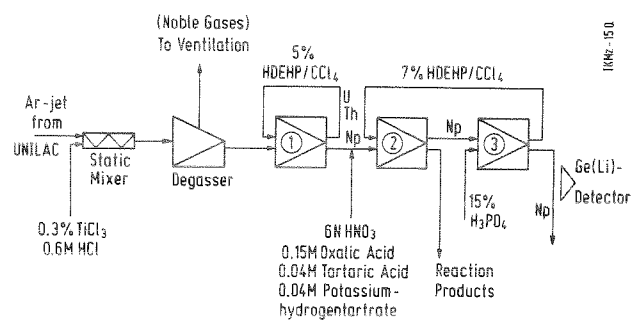 (Noble Gases)
To Ventilation
5%
HDEHP/CCl4
7% HDEHP/CCl4
TKMz-150
Ar-jet
from
UNILAC
Static
Mixer
Degasser
1
U
Th
Np
2
Np
3
Ge(Li)-
Detector
Np
15%
H3PO4
0.3% TiCl3
0.6M HCl
6N HNO3
0.15M Oxalic Acid
0.04M Tartaric Acid
0.04M Potassium-
hydrogentartrate
Reaction
Products